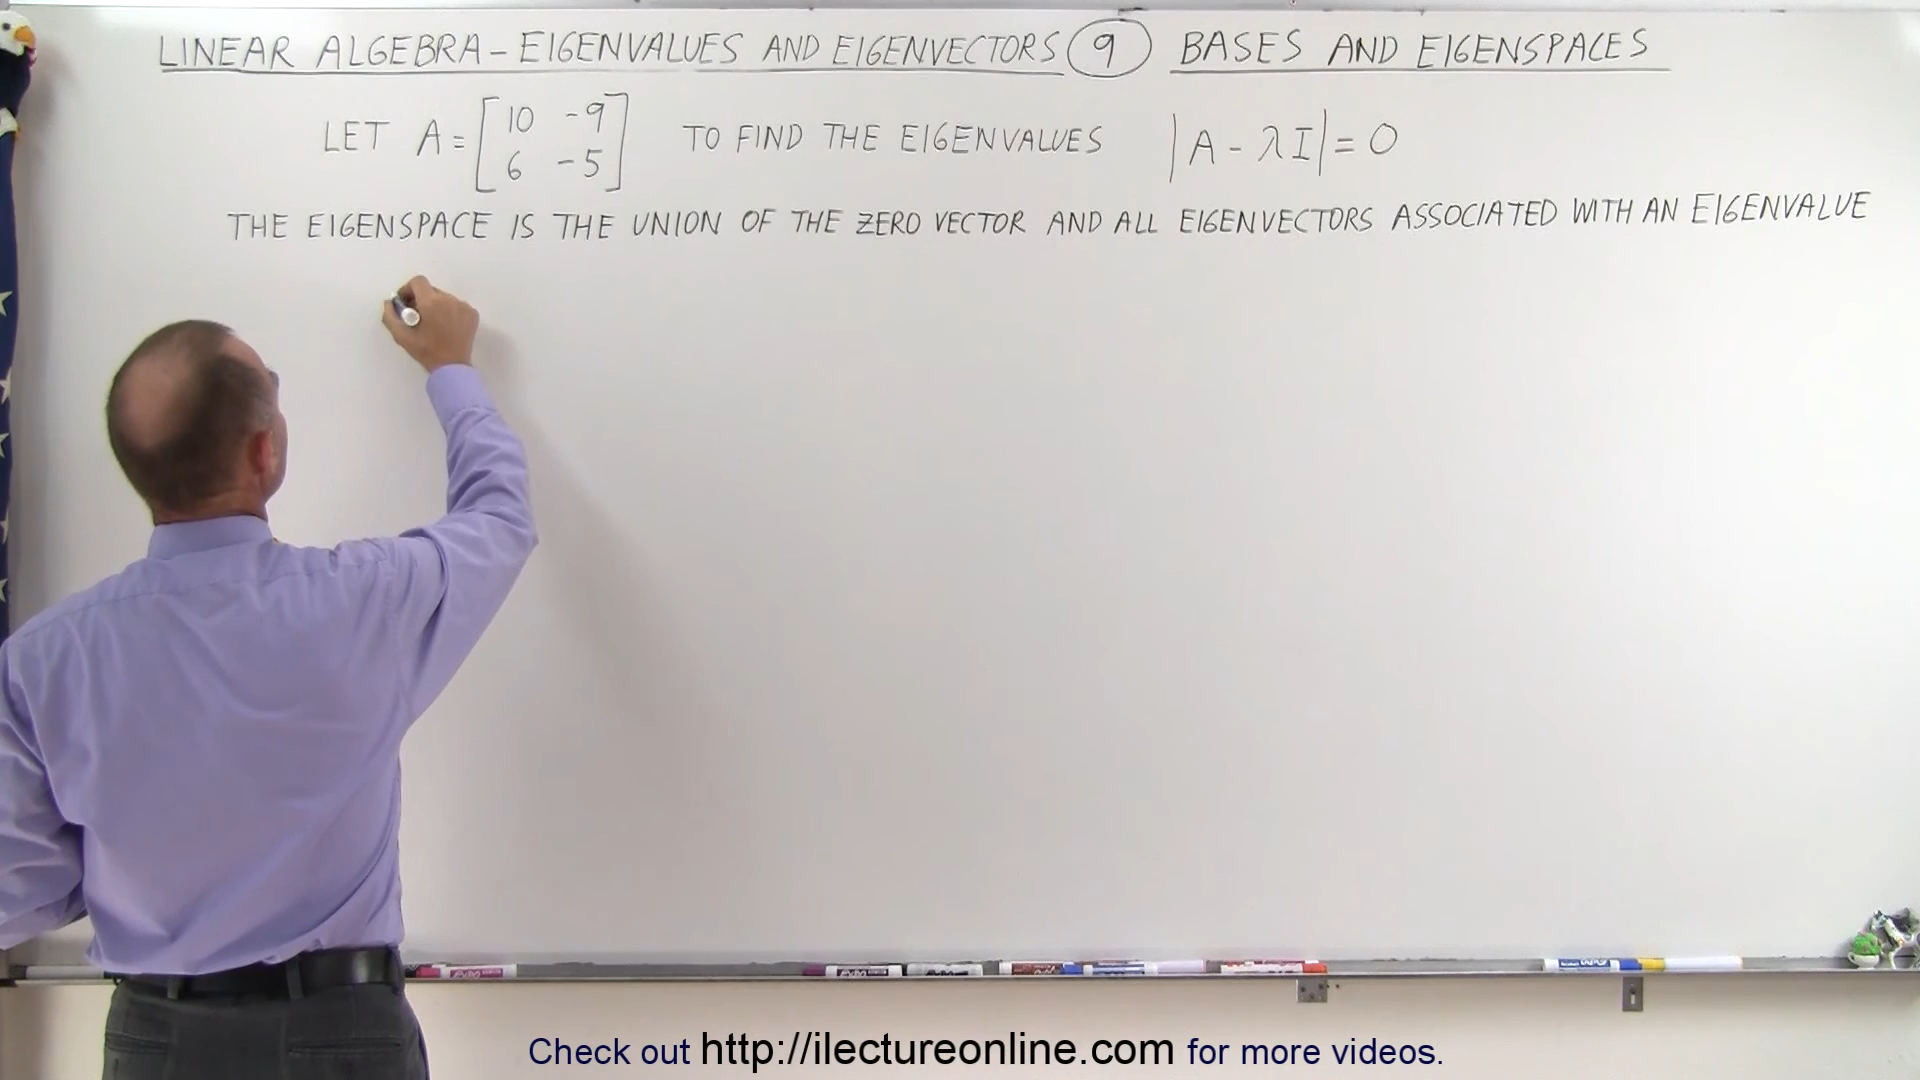 LINEAR ALGEBRA - EIGENVALUES AND EIGENVECTORS 9 BASES AND EIGENSPACES
LET A = [10 -9; 6 -5] TO FIND THE EIGENVALUES |A - λI| = 0
THE EIGENSPACE IS THE UNION OF THE ZERO VECTOR AND ALL EIGENVECTORS ASSOCIATED WITH AN EIGENVALUE
Check out http://ilectureonline.com for more videos.